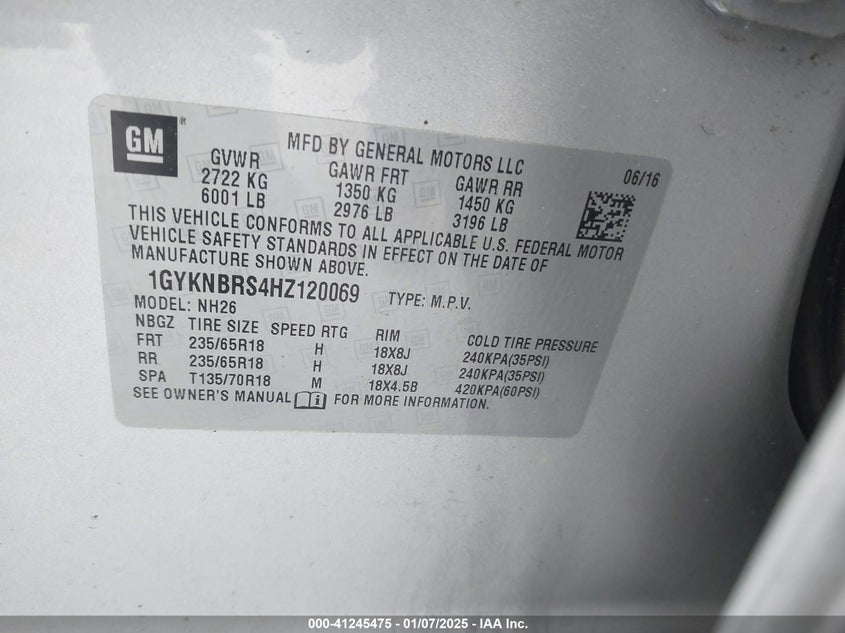 GM
®
MFD BY GENERAL MOTORS LLC
06/16
GVWR GAWR FRT GAWR RR
2722 KG 1350 KG 1450 KG
6001 LB 2976 LB 3196 LB
THIS VEHICLE CONFORMS TO ALL APPLICABLE U.S. FEDERAL MOTOR
VEHICLE SAFETY STANDARDS IN EFFECT ON THE DATE OF
MANUFACTURE SHOWN ABOVE.
1GYKNBRS4HZ120069 TYPE: M.P.V.
MODEL: NH26
NBGZ TIRE SIZE SPEED RTG RIM COLD TIRE PRESSURE
FRT 235/65R18 H 18X8J 240KPA(35PSI)
RR 235/65R18 H 18X8J 240KPA(35PSI)
SPA T135/70R18 M 18X4.5B 420KPA(60PSI)
SEE OWNER'S MANUAL i FOR MORE INFORMATION.
000-41245475 - 01/07/2025 - IAA Inc.